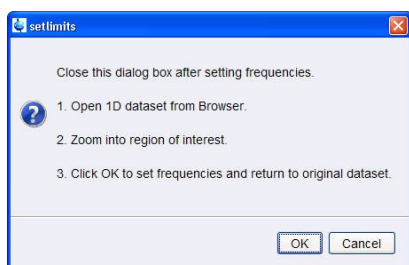 setlimits
Close this dialog box after setting frequencies.
1. Open 1D dataset from Browser.
2. Zoom into region of interest.
3. Click OK to set frequencies and return to original dataset.
OK Cancel